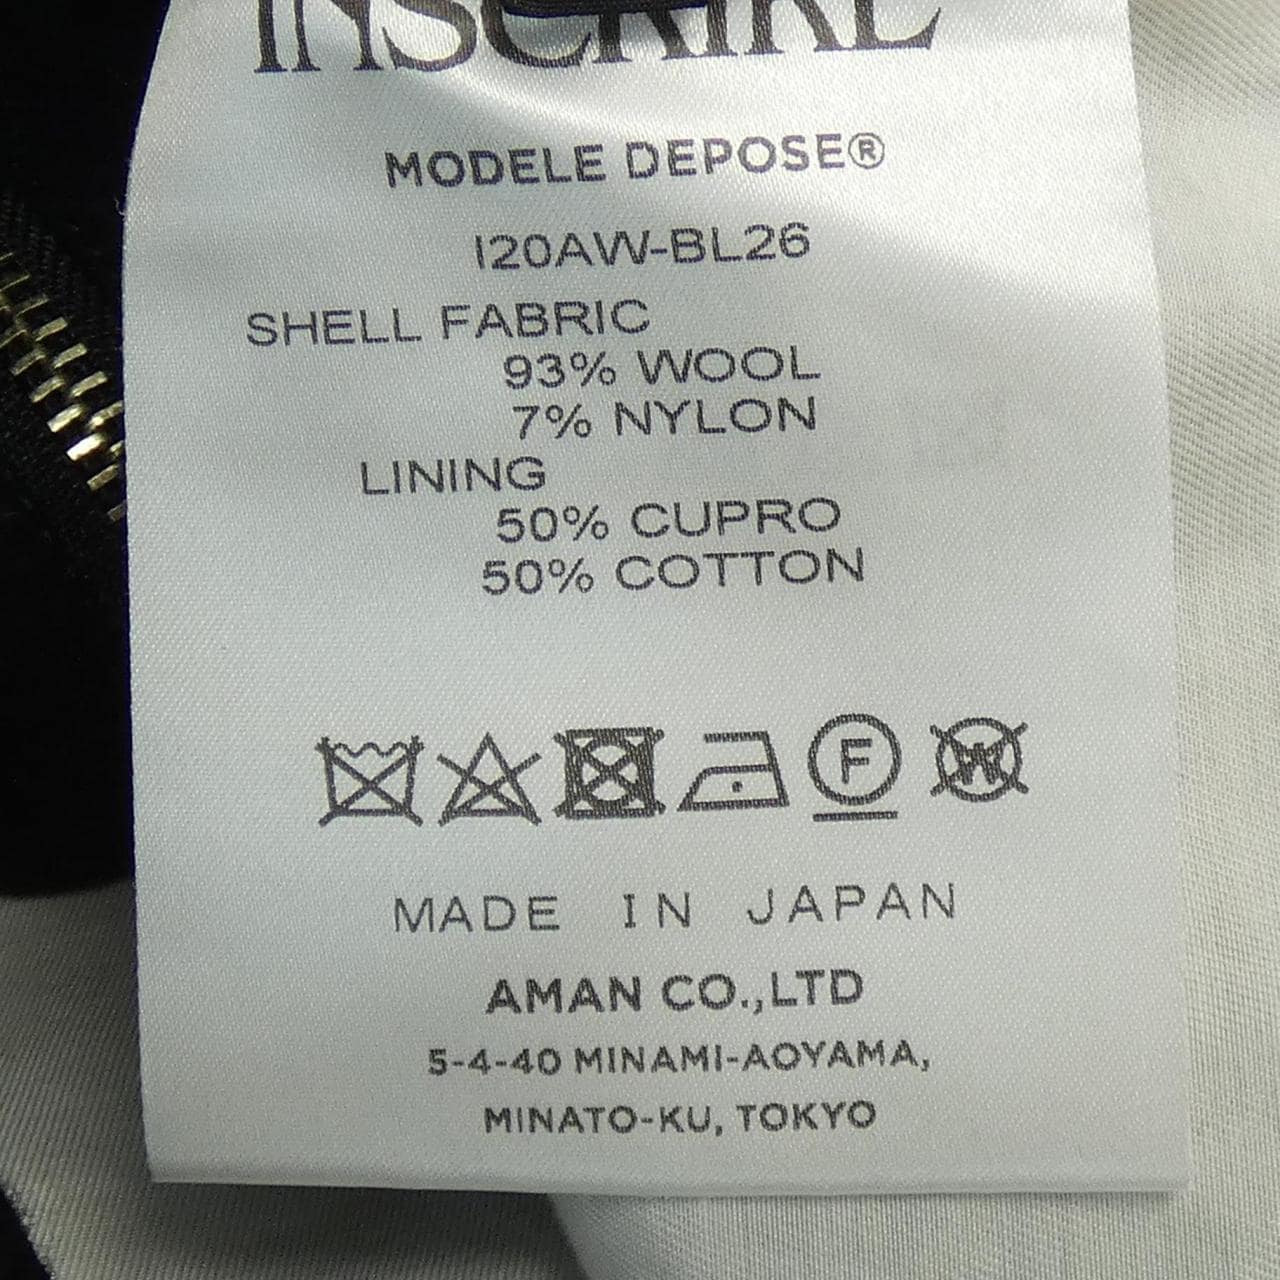 INSCRIRE
MODELE DEPOSE®
I20AW-BL26
SHELL FABRIC
93% WOOL
7% NYLON
LINING
50% CUPRO
50% COTTON
F W
MADE IN JAPAN
AMAN CO.,LTD
5-4-40 MINAMI-AOYAMA,
MINATO-KU, TOKYO